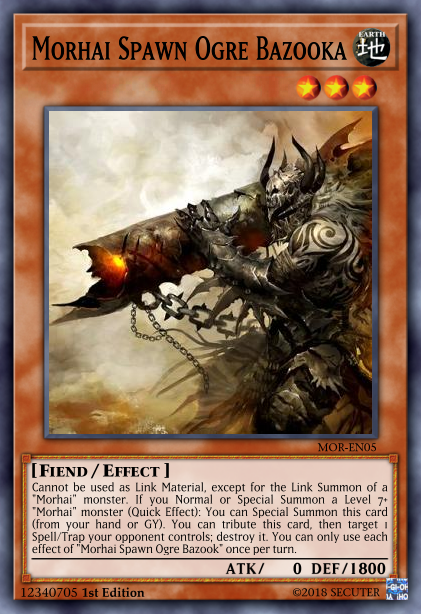 Morhai Spawn Ogre Bazooka
EARTH
地
MOR-EN05
[FIEND / EFFECT ]
Cannot be used as Link Material, except for the Link Summon of a
"Morhai" monster. If you Normal or Special Summon a Level 7+
"Morhai" monster (Quick Effect): You can Special Summon this card
(from your hand or GY). You can tribute this card, then target 1
Spell/Trap your opponent controls; destroy it. You can only use each
effect of "Morhai Spawn Ogre Bazook" once per turn.
ATK/ 0 DEF/1800
12340705 1st Edition
©2018 SECUTER